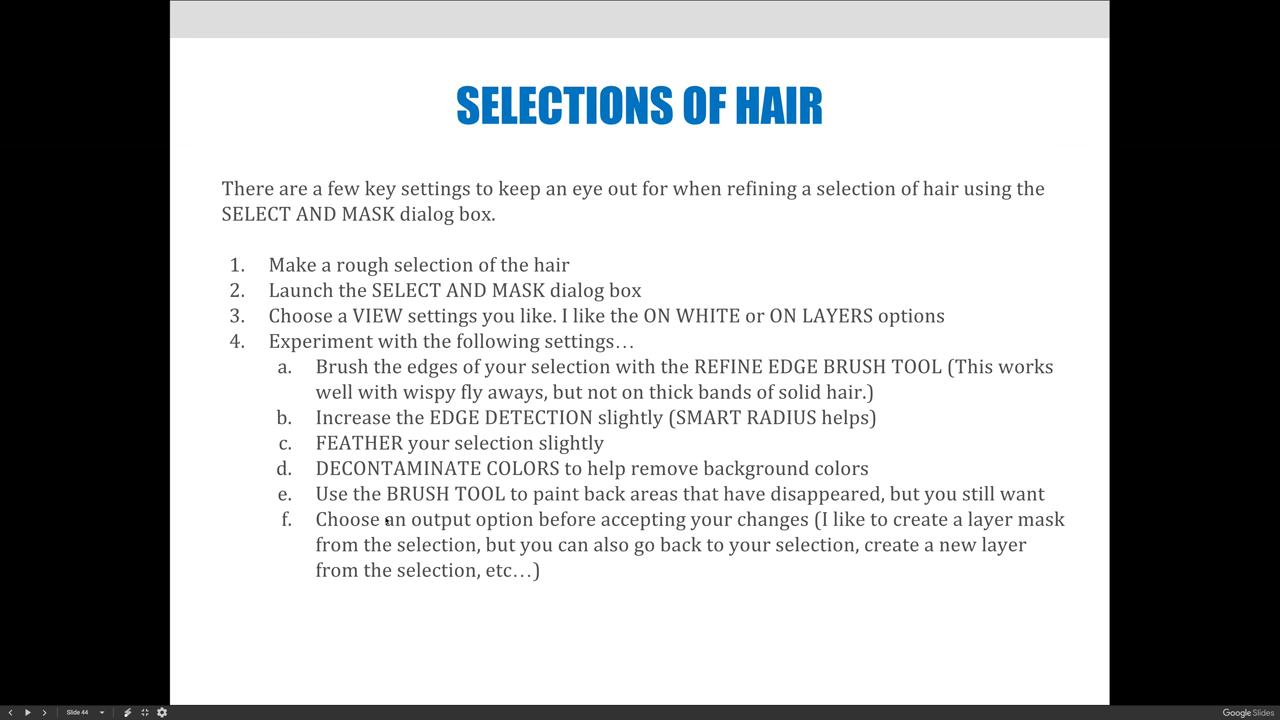 SELECTIONS OF HAIR
There are a few key settings to keep an eye out for when refining a selection of hair using the
SELECT AND MASK dialog box.
1. Make a rough selection of the hair
2. Launch the SELECT AND MASK dialog box
3. Choose a VIEW settings you like. I like the ON WHITE or ON LAYERS options
4. Experiment with the following settings…
a. Brush the edges of your selection with the REFINE EDGE BRUSH TOOL (This works
well with wispy fly aways, but not on thick bands of solid hair.)
b. Increase the EDGE DETECTION slightly (SMART RADIUS helps)
c. FEATHER your selection slightly
d. DECONTAMINATE COLORS to help remove background colors
e. Use the BRUSH TOOL to paint back areas that have disappeared, but you still want
f. Choose an output option before accepting your changes (I like to create a layer mask
from the selection, but you can also go back to your selection, create a new layer
from the selection, etc…)
Slide 44
Google Slides